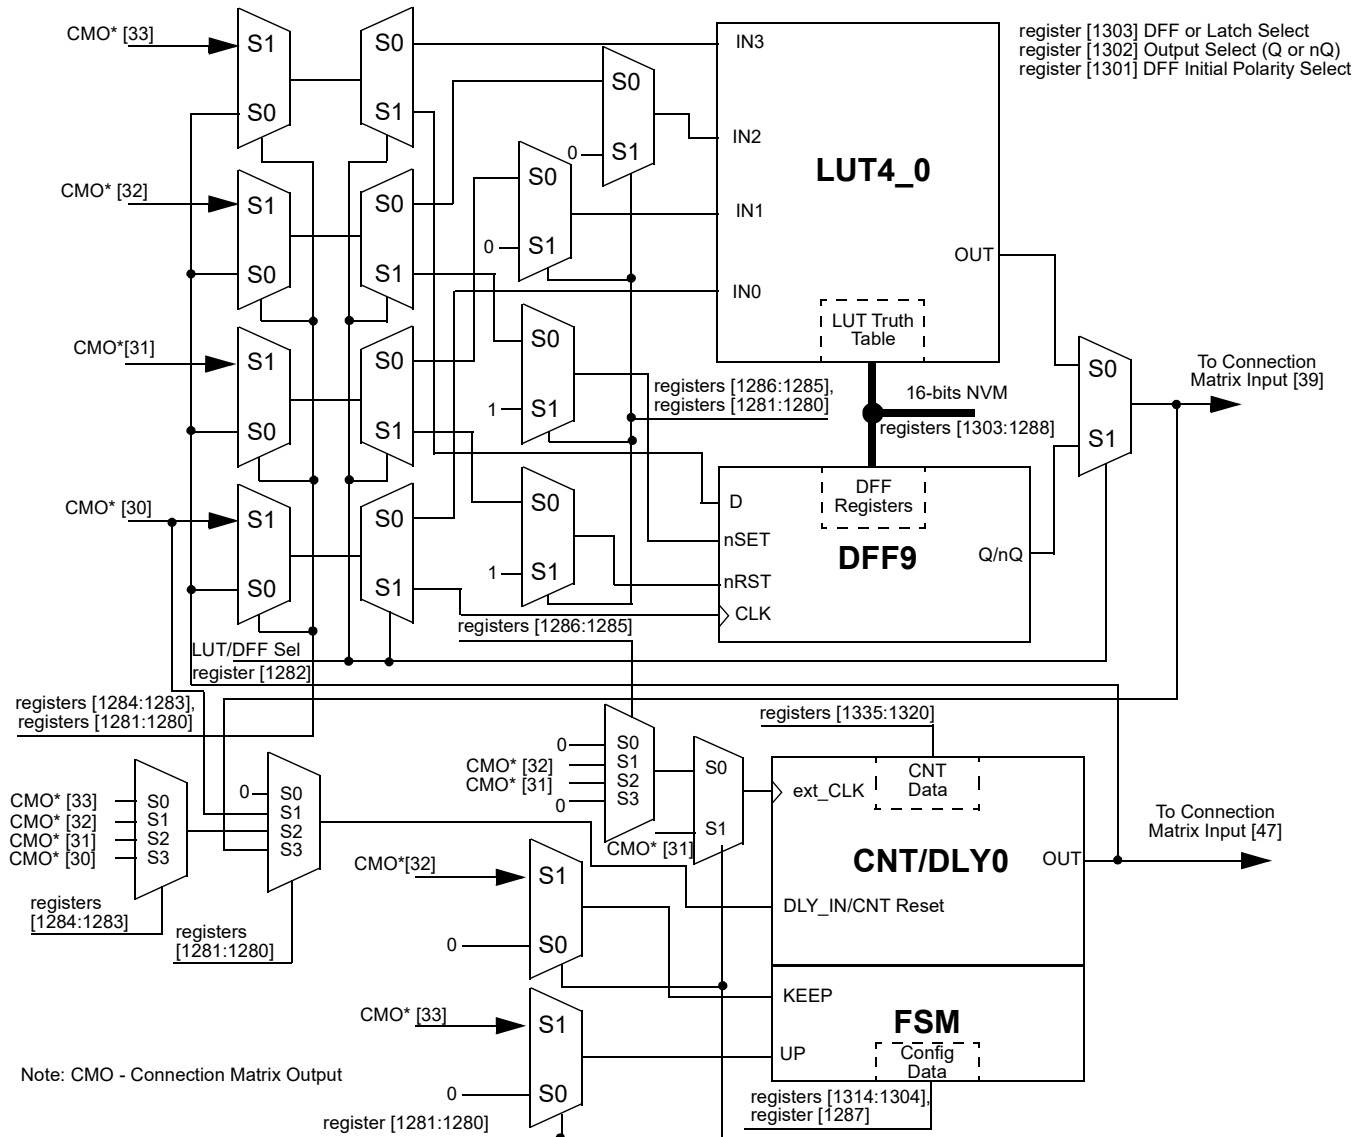 CMO* [33]
S1
S0
S0
S1
S0
S1
0
IN3
IN2
IN1
IN0
LUT4_0
OUT
LUT Truth
Table
register [1303] DFF or Latch Select
register [1302] Output Select (Q or nQ)
register [1301] DFF Initial Polarity Select
CMO* [32]
S1
S0
S0
S1
S0
S1
0
CMO*[31]
S1
S0
S0
S1
S0
S1
1
registers [1286:1285],
registers [1281:1280]
16-bits NVM
registers [1303:1288]
S0
S1
To Connection
Matrix Input [39]
CMO* [30]
S1
S0
S0
S1
S0
S1
1
D
nSET
nRST
CLK
DFF
Registers
DFF9
Q/nQ
registers [1286:1285]
LUT/DFF Sel
register [1282]
registers [1284:1283],
registers [1281:1280]
CMO* [33]
CMO* [32]
CMO* [31]
CMO* [30]
S0
S1
S2
S3
registers
[1284:1283]
0
S0
S1
S2
S3
registers
[1281:1280]
0
CMO* [32]
CMO* [31]
0
S0
S1
S2
S3
S0
S1
CMO* [31]
registers [1335:1320]
CNT
Data
ext_CLK
CNT/DLY0
OUT
DLY_IN/CNT Reset
To Connection
Matrix Input [47]
CMO*[32]
S1
0
S0
KEEP
FSM
UP
Config
Data
CMO* [33]
S1
0
S0
register [1281:1280]
registers [1314:1304],
register [1287]
Note: CMO - Connection Matrix Output